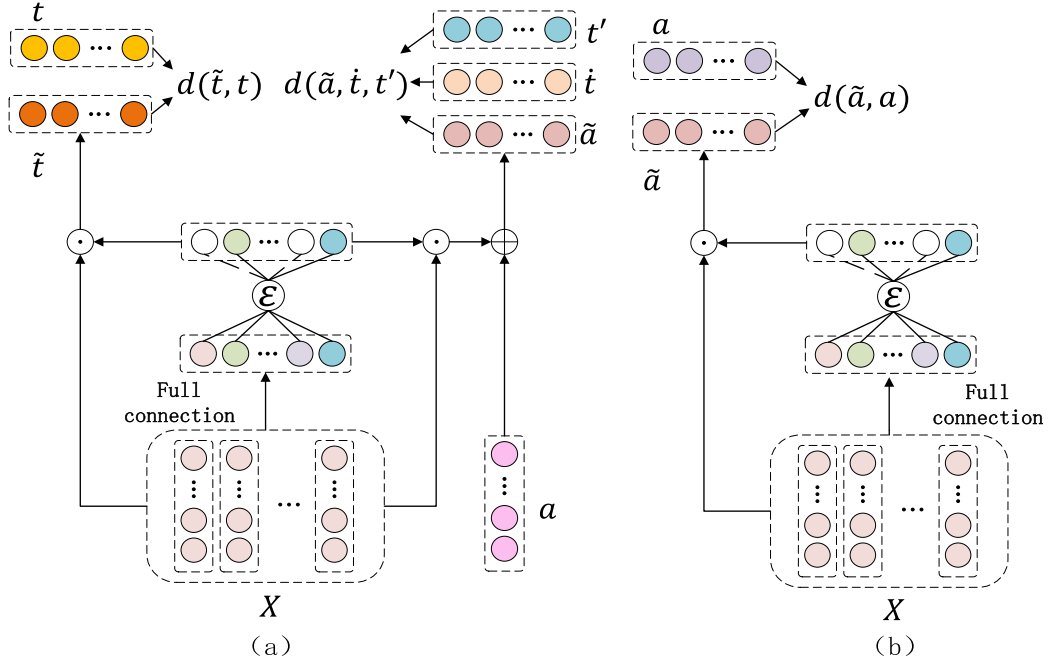 t
d(t̃, t)
t̃
t′
d(ã, ṫ, t′)
ṫ
ã
a
d(ã, a)
ã
ε
ε
Full
connection
Full
connection
a
X
X
(a)
(b)